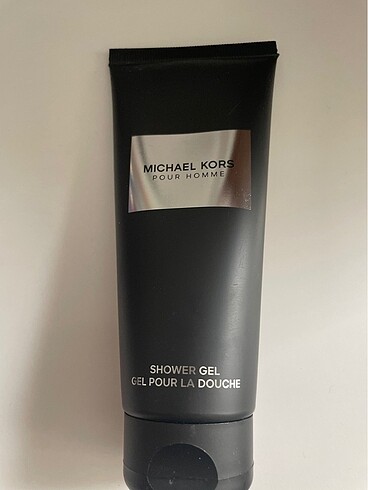 MICHAEL KORS
POUR HOMME
SHOWER GEL
GEL POUR LA DOUCHE